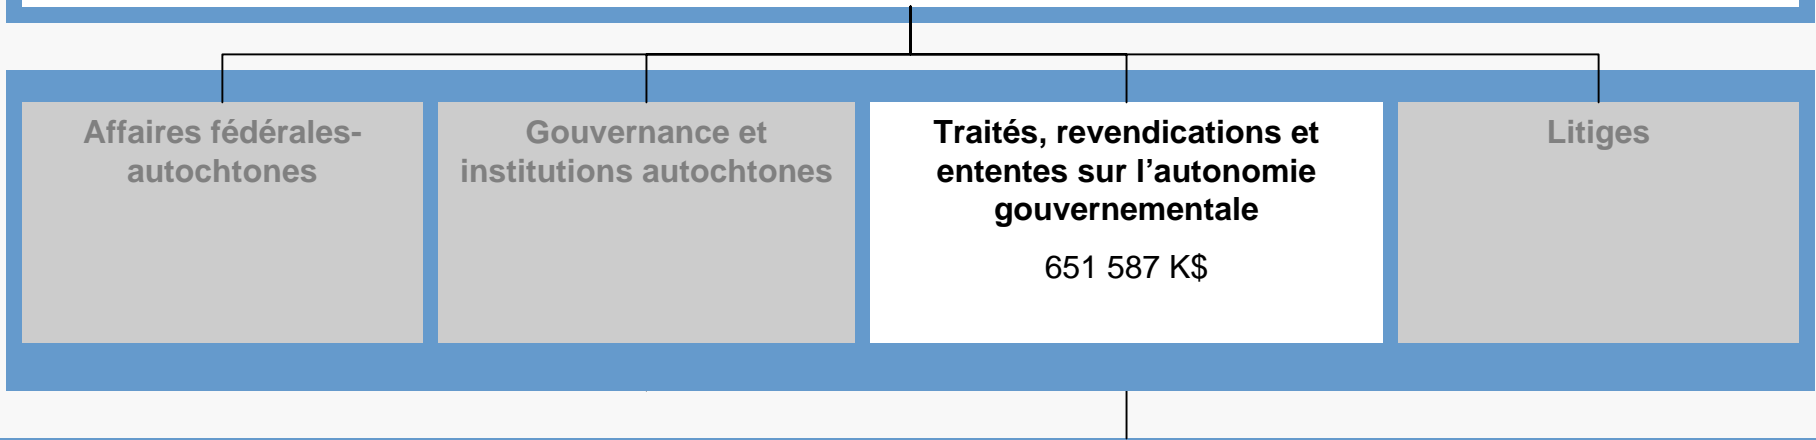 Affaires fédérales-
autochtones
Gouvernance et
institutions autochtones
Traités, revendications et
ententes sur l’autonomie
gouvernementale
651 587 K$
Litiges